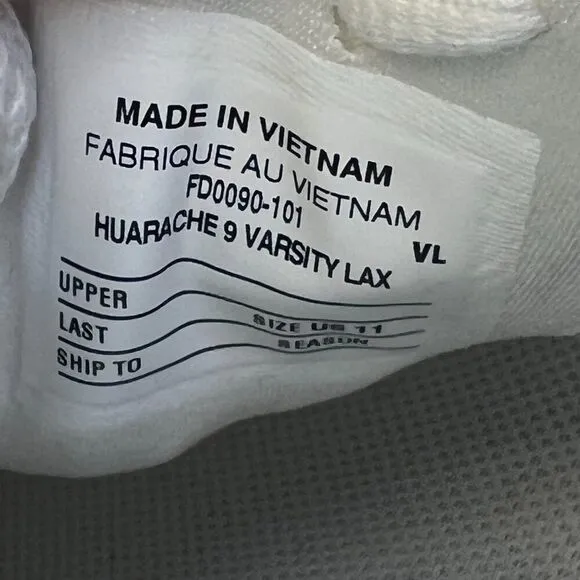 MADE IN VIETNAM
FABRIQUE AU VIETNAM
FD0090-101
HUARACHE 9 VARSITY LAX VL
UPPER
LAST SIZE US 11
SHIP TO REASON